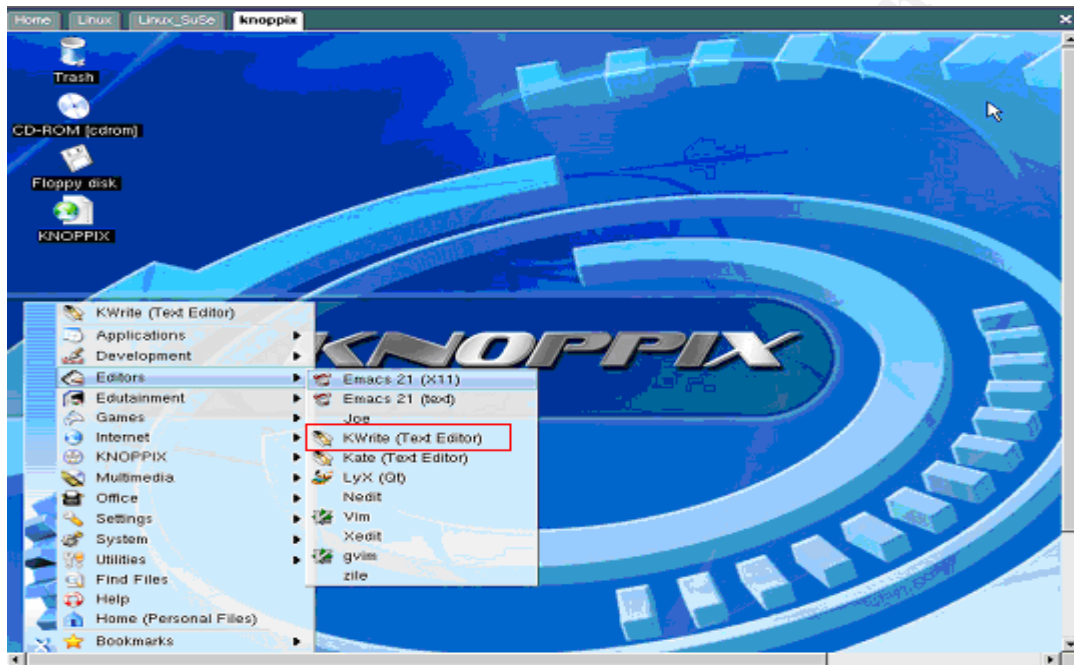 Home Linux Linux_SuSe knoppix
Trash
CD-ROM [cdrom]
Floppy disk
KNOPPIX
KNOPPIX
KWrite (Text Editor)
Applications
Development
Editors
Edutainment
Games
Internet
KNOPPIX
Multimedia
Office
Settings
System
Utilities
Find Files
Help
Home (Personal Files)
Bookmarks
Emacs 21 (X11)
Emacs 21 (text)
Joe
KWrite (Text Editor)
Kate (Text Editor)
LyX (Qt)
Nedit
Vim
Xedit
gvim
zile